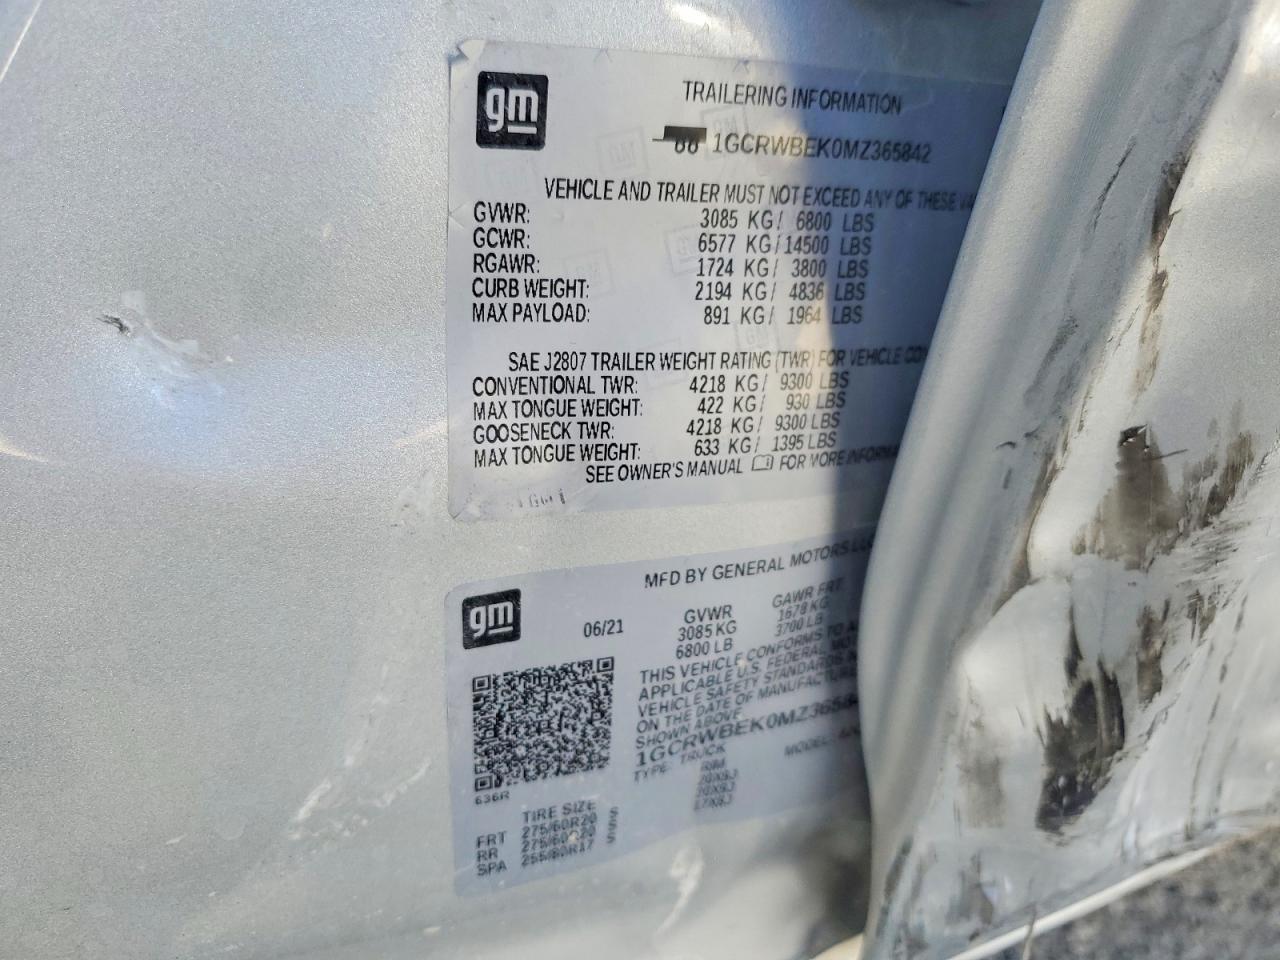 gm
TRAILERING INFORMATION
1GCRWBEK0MZ365842
VEHICLE AND TRAILER MUST NOT EXCEED ANY OF THESE
GVWR: 3085 KG/ 6800 LBS
GCWR: 6577 KG/14500 LBS
RGAWR: 1724 KG/ 3800 LBS
CURB WEIGHT: 2194 KG/ 4836 LBS
MAX PAYLOAD: 891 KG/ 1964 LBS
SAE J2807 TRAILER WEIGHT RATING (TWR) FOR VEHICLE
CONVENTIONAL TWR: 4218 KG/ 9300 LBS
MAX TONGUE WEIGHT: 422 KG/ 930 LBS
GOOSENECK TWR: 4218 KG/ 9300 LBS
MAX TONGUE WEIGHT: 633 KG/ 1395 LBS
SEE OWNER'S MANUAL FOR MORE
MFD BY GENERAL MOTORS LLC
gm
06/21
GVWR GAWR FRT
3085 KG 1678 KG
6800 LB 3700 LB
THIS VEHICLE CONFORMS TO
APPLICABLE U.S. FEDERAL
VEHICLE SAFETY STANDARDS
ON THE DATE OF MANUFACTURE
SHOWN ABOVE.
1GCRWBEK0MZ36584
TYPE: TRUCK MODEL:
636R
TIRE SIZE RIM
FRT 275/60R20 S 20X9J
RR 275/60R20 S 20X9J
SPA 255/80R17 S 17X8J